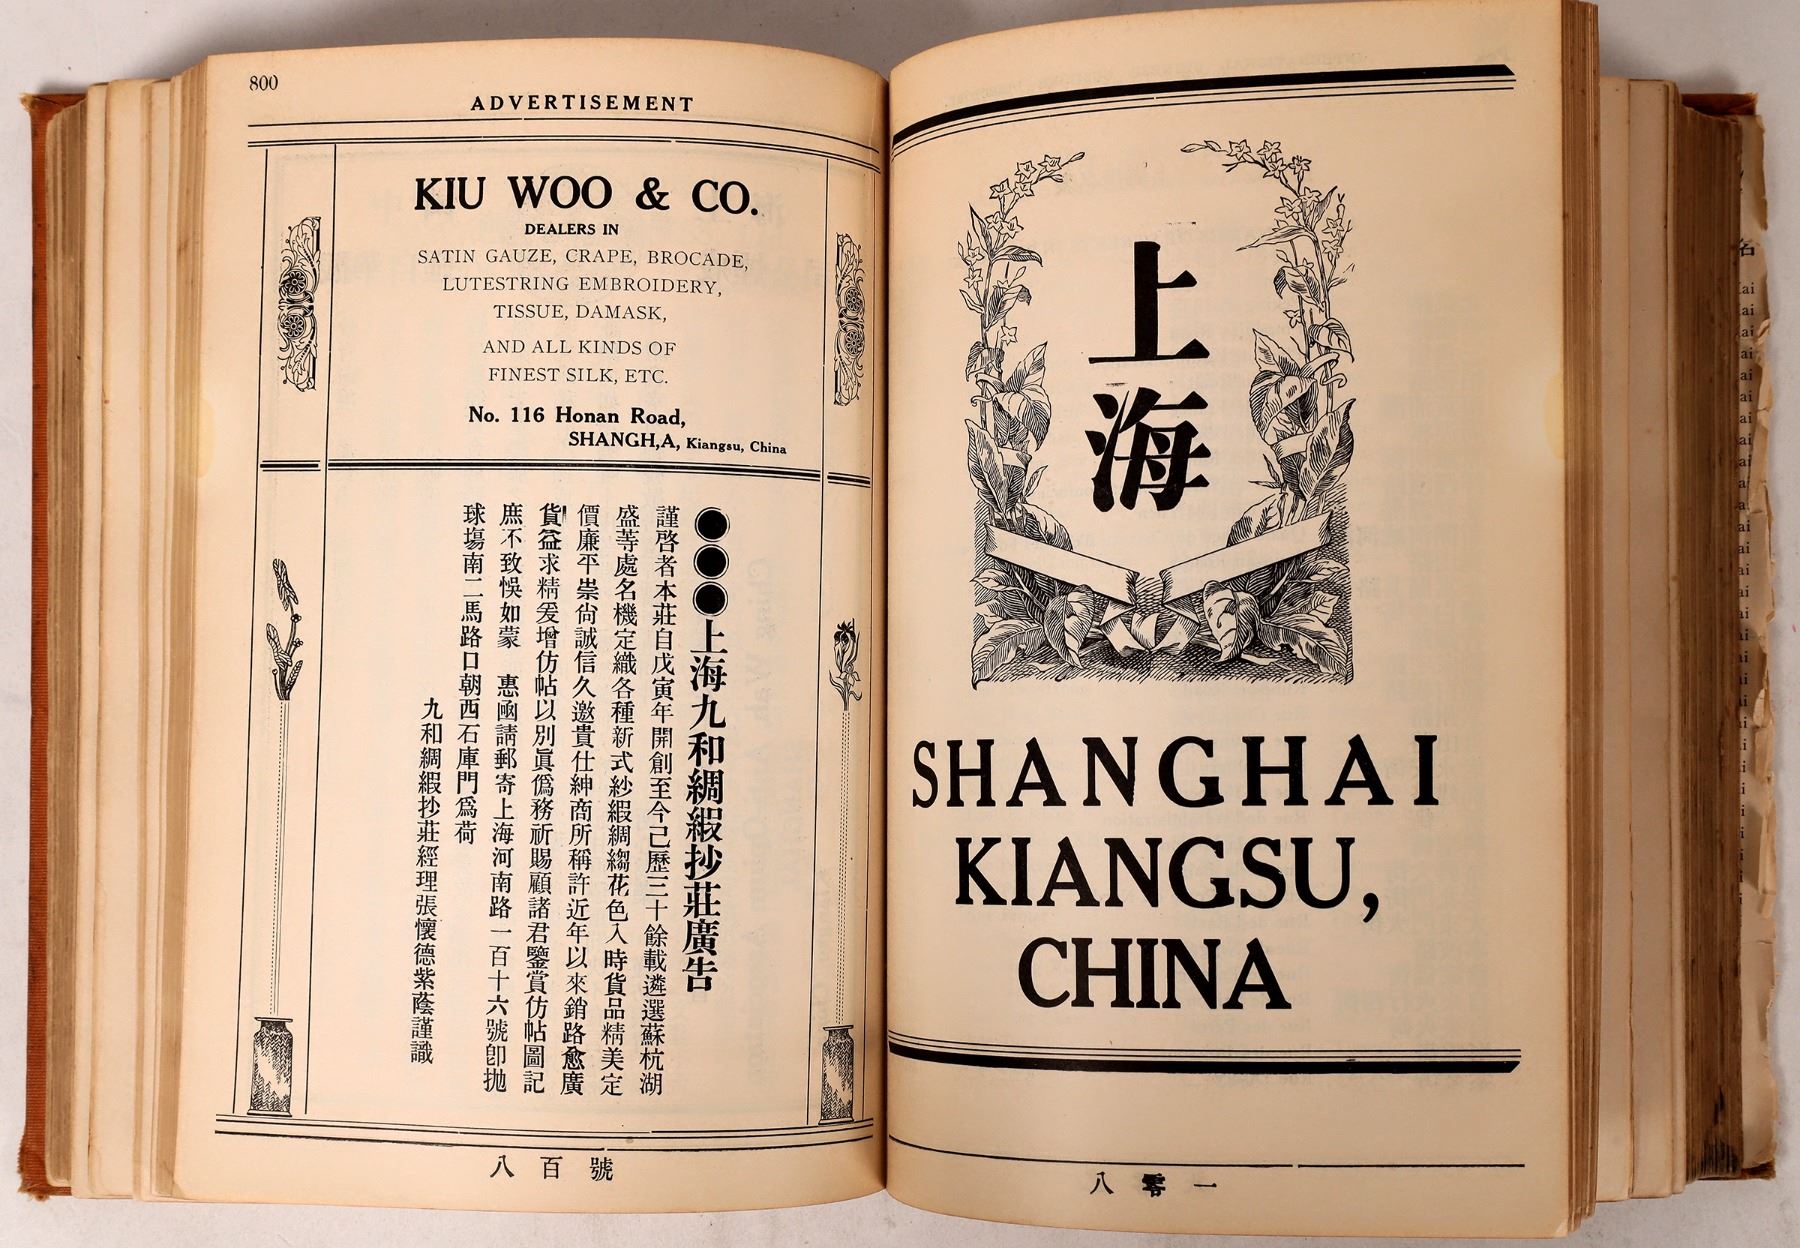 800
ADVERTISEMENT
KIU WOO & CO.
DEALERS IN
SATIN GAUZE, CRAPE, BROCADE,
LUTESTRING EMBROIDERY,
TISSUE, DAMASK,
AND ALL KINDS OF
FINEST SILK, ETC.
No. 116 Honan Road,
SHANGH,A, Kiangsu, China
●●●上海九和綢緞抄莊廣告
謹啓者本莊自戊寅年開創至今己歷三十餘載遴選蘇杭湖
盛等處名機定織各種新式紗緞綢縐花色入時貨品精美定
價廉平崇尙誠信久邀貴仕紳商所稱許近年以來銷路愈廣
貨益求精爰增仿帖以別眞僞務祈賜顧諸君鑒賞仿帖圖記
庶不致悞如蒙 惠凾請郵寄上海河南路一百十六號卽抛
球塲南二馬路口朝西石庫門爲荷
九和綢緞抄莊經理張懷德紫蔭謹識
八百號
上海
SHANGHAI
KIANGSU,
CHINA
八零一